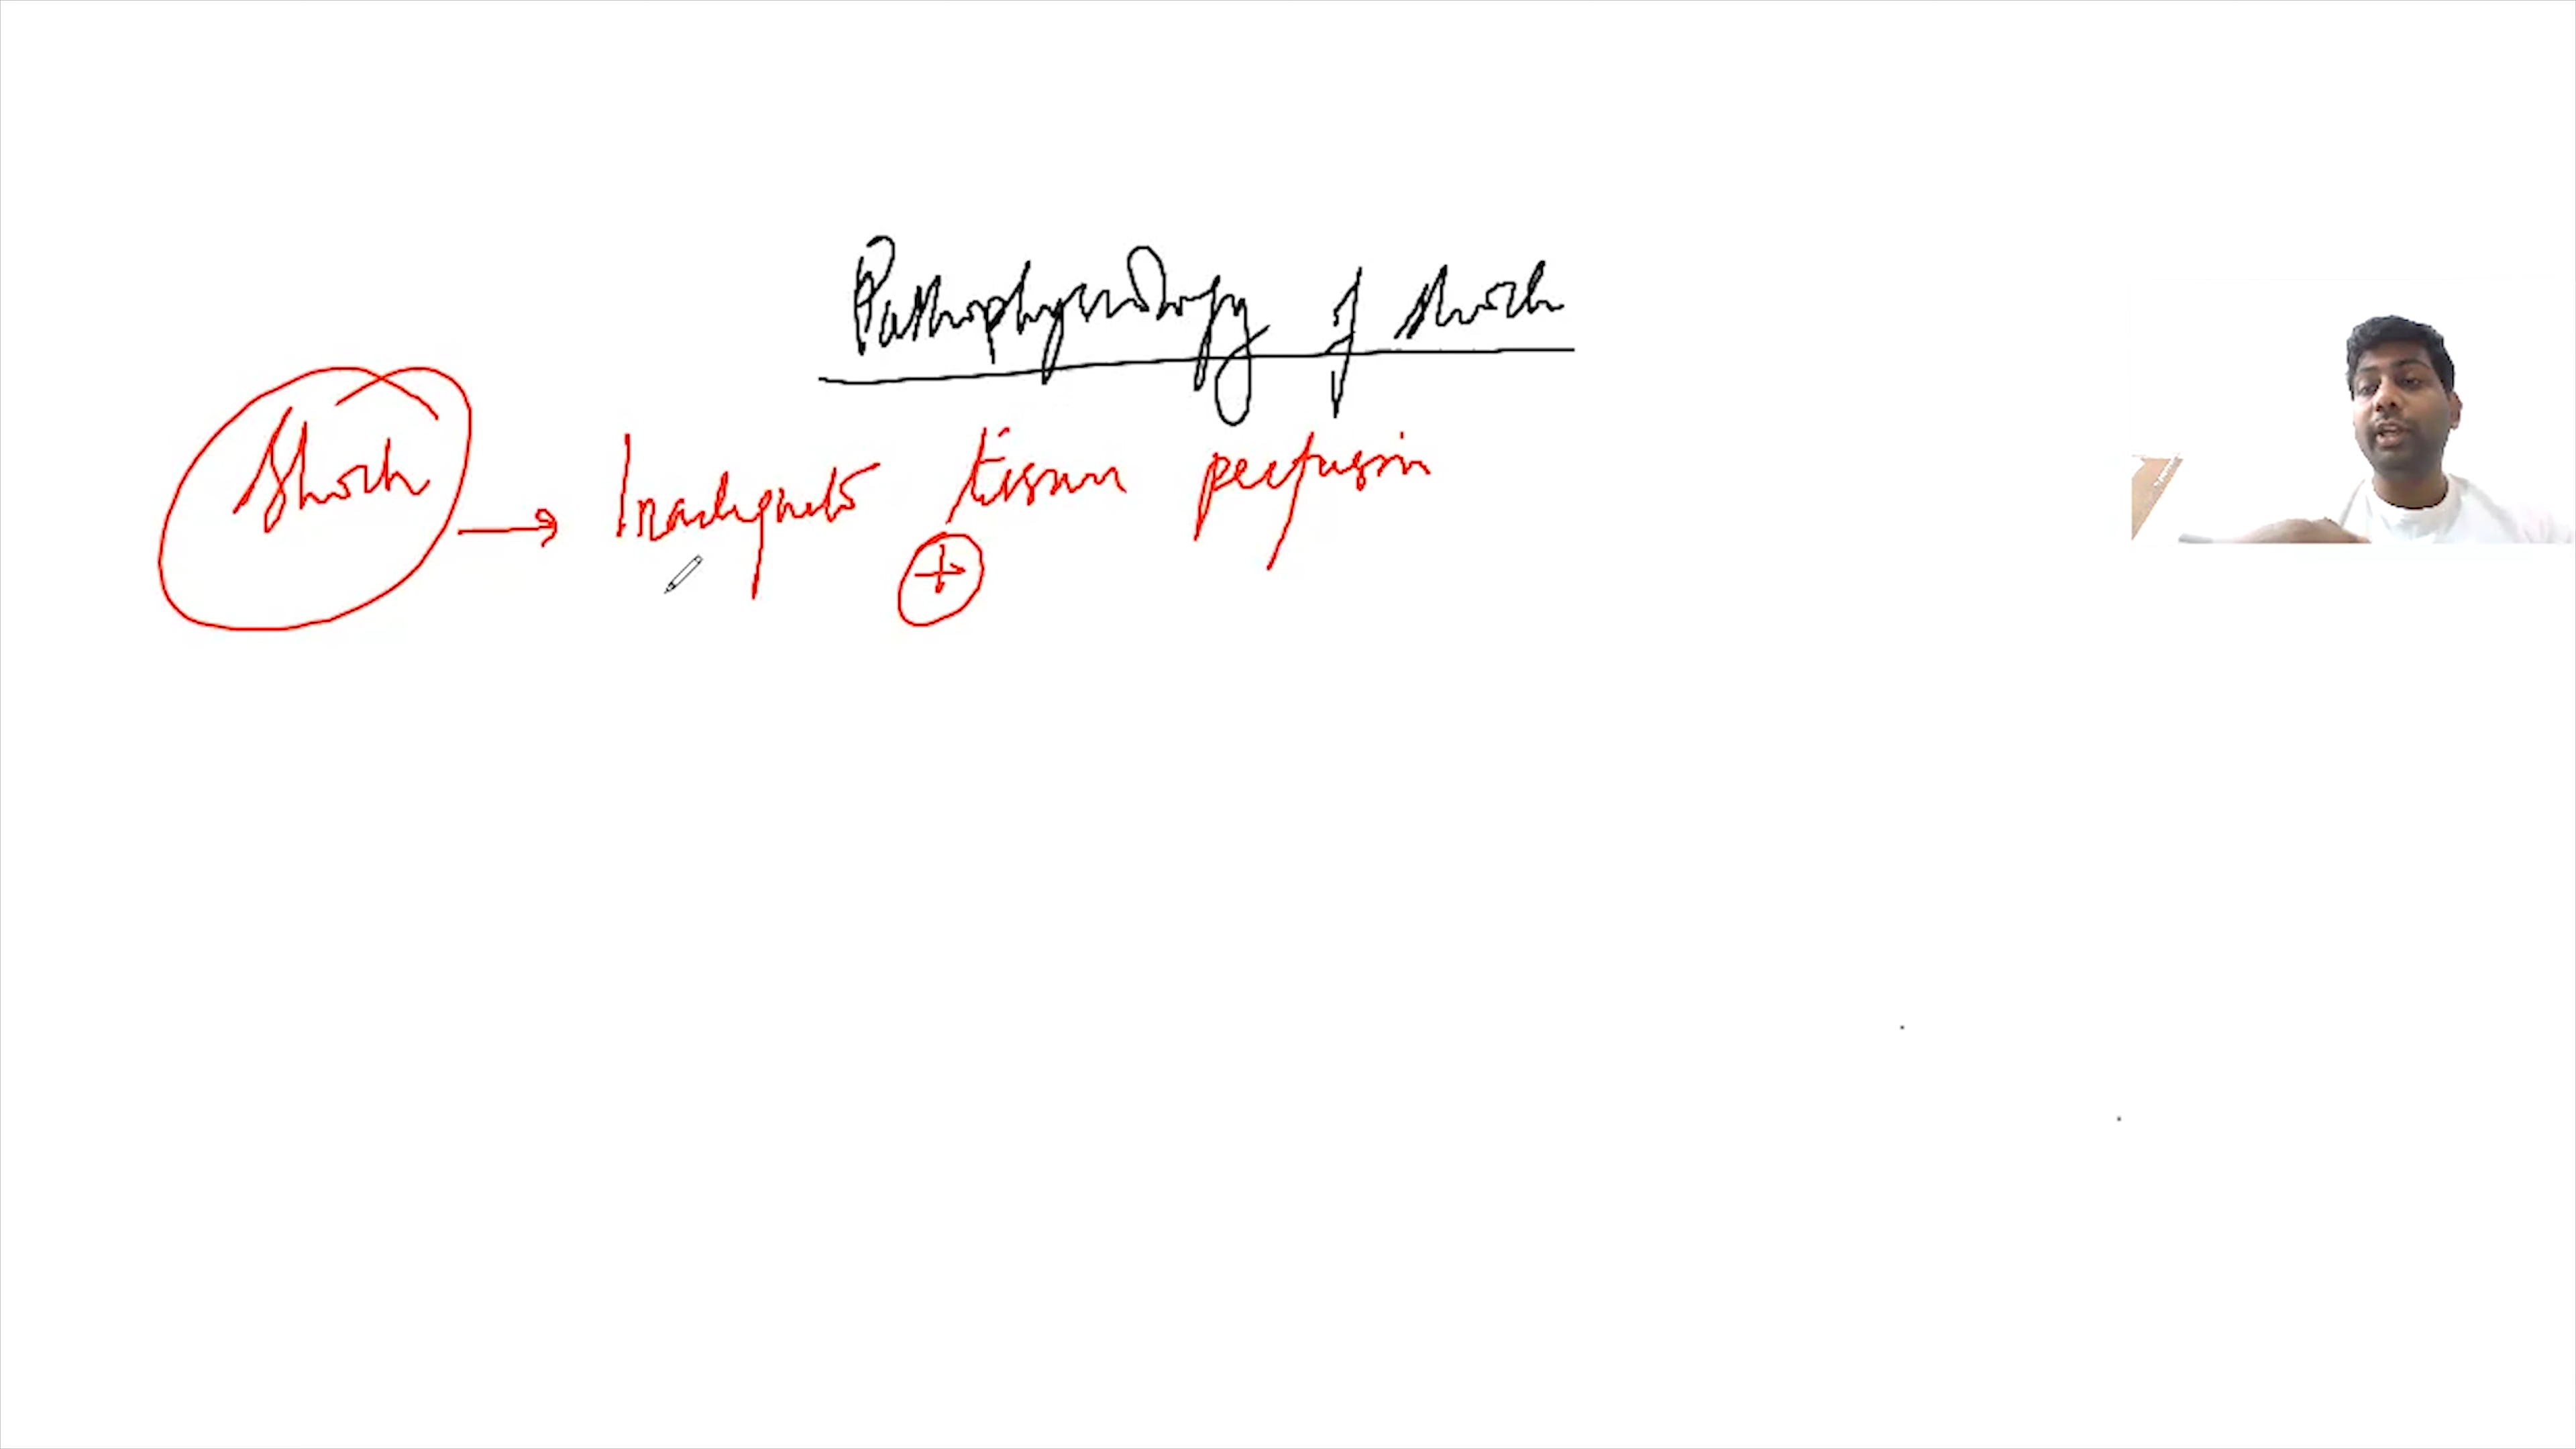 Pathophysiology of shock
Shock → Inadequate tissue perfusion
+